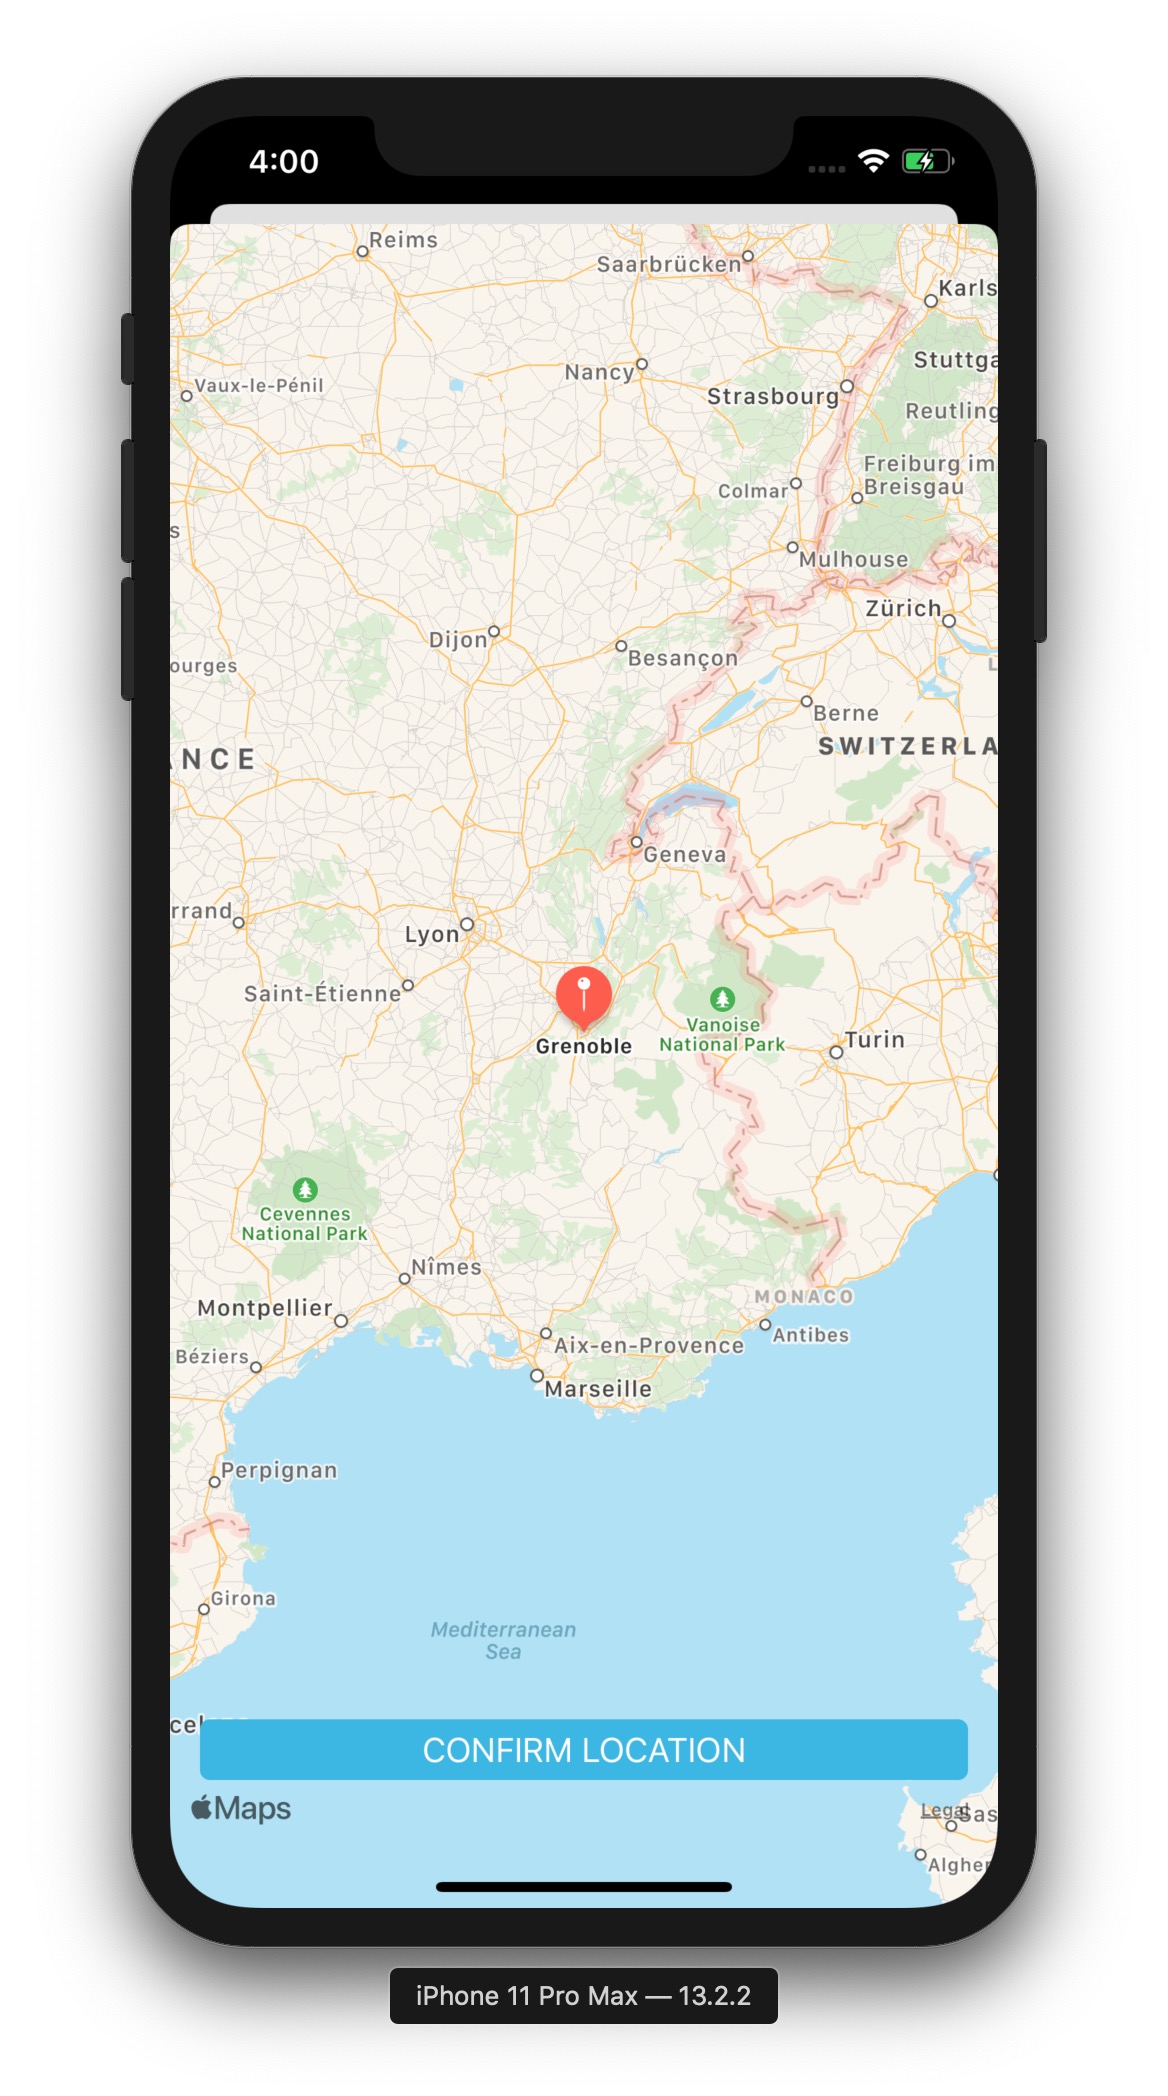 4:00
Reims
Saarbrücken
Karls
Stuttga
Nancy
Vaux-le-Pénil
Strasbourg
Reutling
Freiburg im
Breisgau
Colmar
s
Mulhouse
Zürich
Dijon
Besançon
ourges
L
Berne
SWITZERLA
ANCE
Geneva
rrand
Lyon
Saint-Étienne
Vanoise
National Park
Grenoble
Turin
Cevennes
National Park
Nîmes
MONACO
Montpellier
Antibes
Aix-en-Provence
Béziers
Marseille
Perpignan
Girona
Mediterranean
Sea
cel
CONFIRM LOCATION
Maps
Legal
Sas
Algher
iPhone 11 Pro Max — 13.2.2